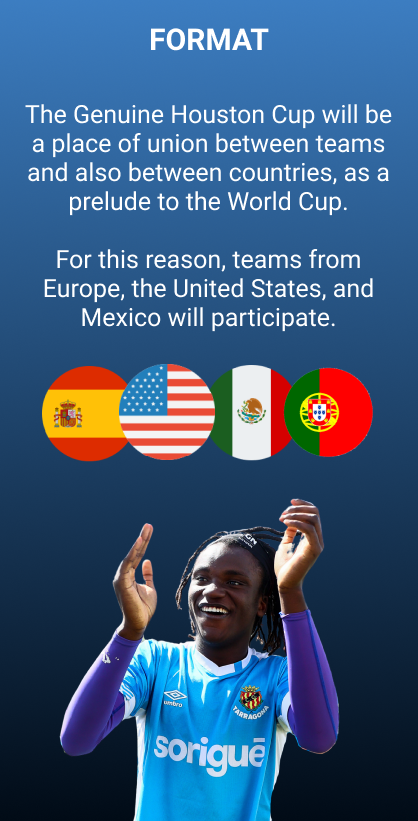 FORMAT
The Genuine Houston Cup will be
a place of union between teams
and also between countries, as a
prelude to the World Cup.
For this reason, teams from
Europe, the United States, and
Mexico will participate.
umbro
TARRAGONA
sorigué